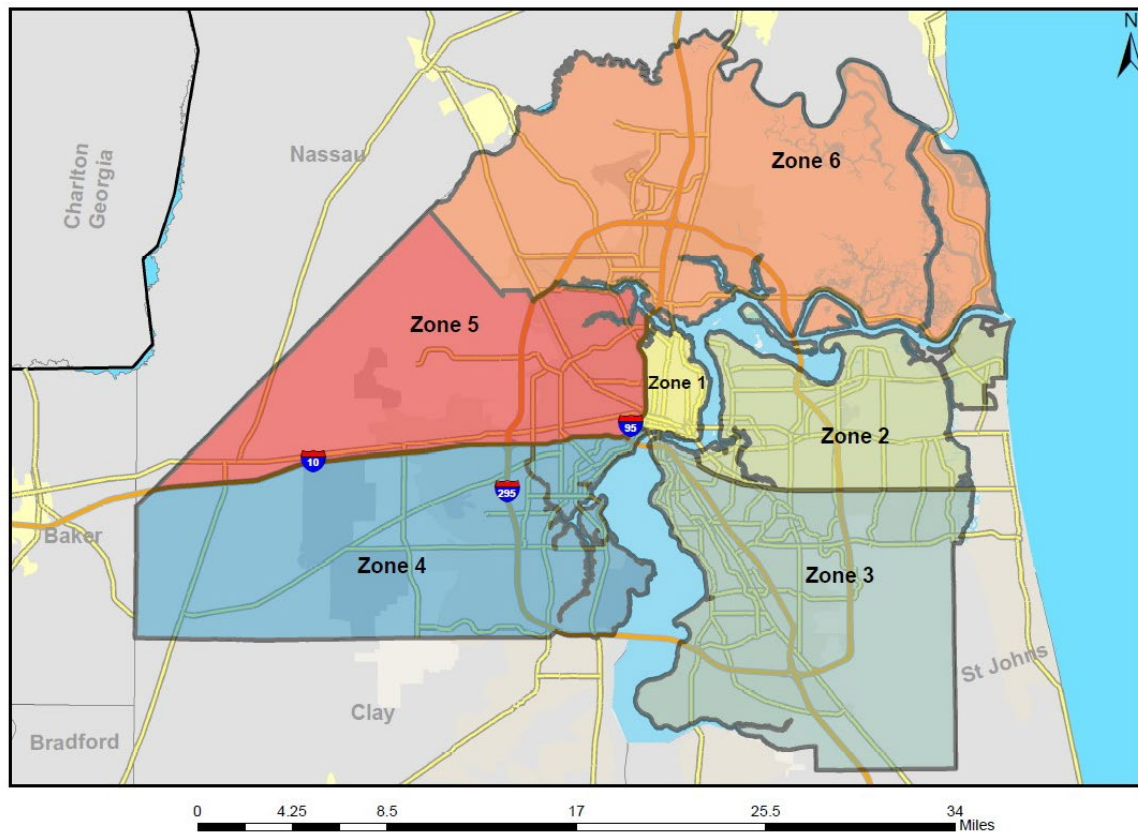 N
Charlton
Georgia
Nassau
Zone 6
Zone 5
Zone 1
95
Zone 2
10
295
Baker
Zone 4
Zone 3
St Johns
Clay
Bradford
0 4.25 8.5 17 25.5 34
Miles